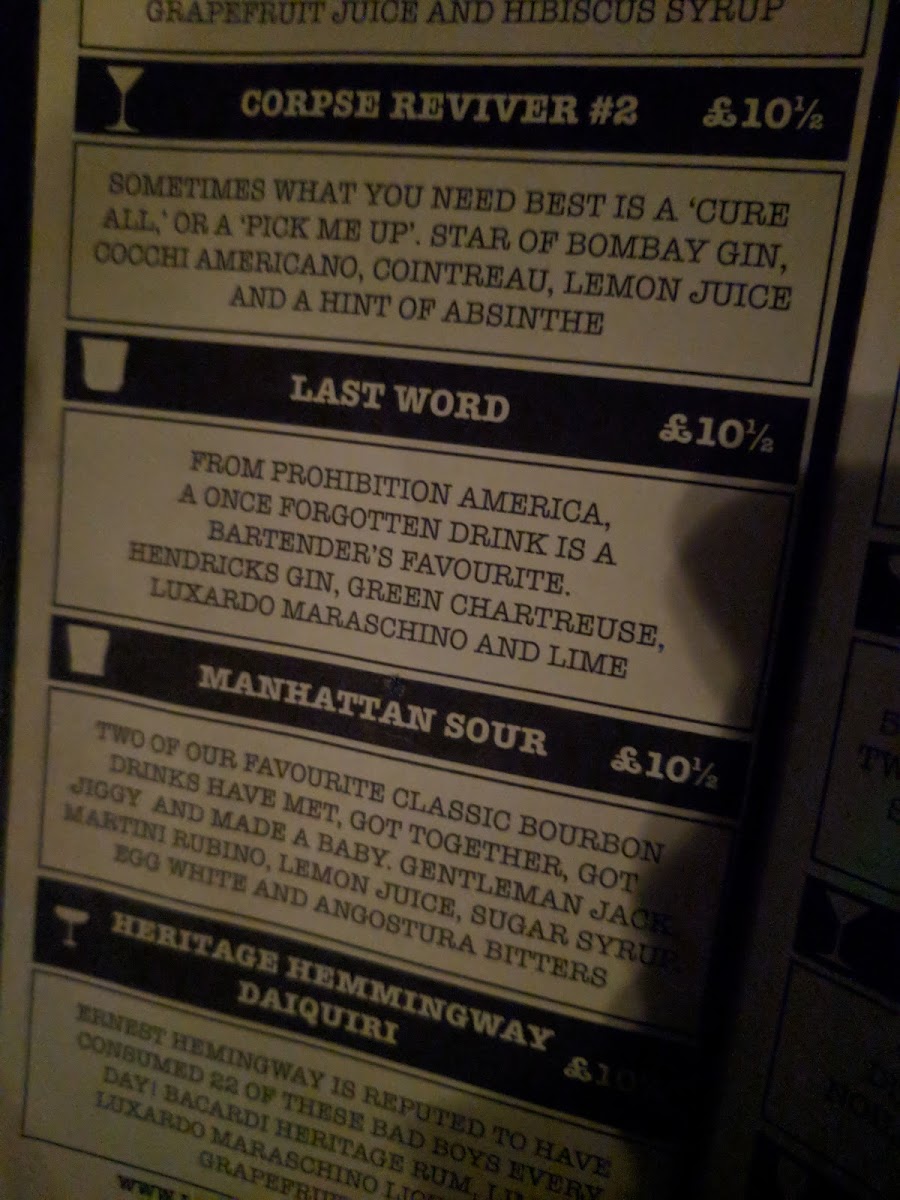 GRAPEFRUIT JUICE AND HIBISCUS SYRUP
CORPSE REVIVER #2 £10½
SOMETIMES WHAT YOU NEED BEST IS A 'CURE
ALL,' OR A 'PICK ME UP'. STAR OF BOMBAY GIN,
COCCHI AMERICANO, COINTREAU, LEMON JUICE
AND A HINT OF ABSINTHE
LAST WORD £10½
FROM PROHIBITION AMERICA,
A ONCE FORGOTTEN DRINK IS A
BARTENDER'S FAVOURITE.
HENDRICKS GIN, GREEN CHARTREUSE,
LUXARDO MARASCHINO AND LIME
MANHATTAN SOUR £10½
TWO OF OUR FAVOURITE CLASSIC BOURBON
DRINKS HAVE MET, GOT TOGETHER, GOT
JIGGY AND MADE A BABY. GENTLEMAN JACK
MARTINI RUBINO, LEMON JUICE, SUGAR SYRUP,
EGG WHITE AND ANGOSTURA BITTERS
HERITAGE HEMMINGWAY
DAIQUIRI £10
ERNEST HEMINGWAY IS REPUTED TO HAVE
CONSUMED 22 OF THESE BAD BOYS EVERY
DAY! BACARDI HERITAGE RUM,
LUXARDO MARASCHINO